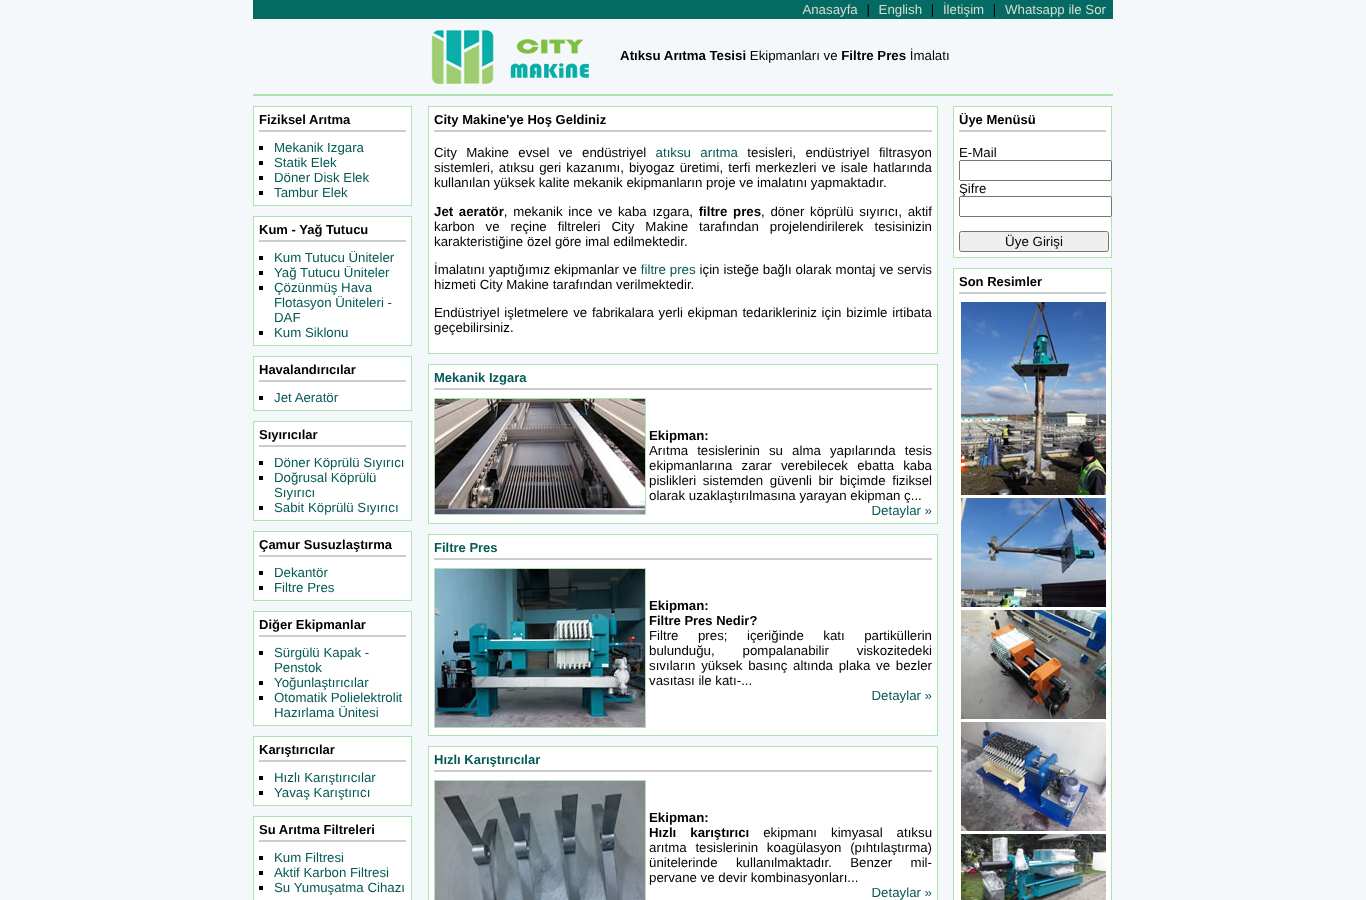 Anasayfa | English | İletişim | Whatsapp ile Sor
CITY
MAKINE
Atıksu Arıtma Tesisi Ekipmanları ve Filtre Pres İmalatı
Fiziksel Arıtma
Mekanik Izgara
Statik Elek
Döner Disk Elek
Tambur Elek
Kum - Yağ Tutucu
Kum Tutucu Üniteler
Yağ Tutucu Üniteler
Çözünmüş Hava
Flotasyon Üniteleri -
DAF
Kum Siklonu
Havalandırıcılar
Jet Aeratör
Sıyırıcılar
Döner Köprülü Sıyırıcı
Doğrusal Köprülü
Sıyırıcı
Sabit Köprülü Sıyırıcı
Çamur Susuzlaştırma
Dekantör
Filtre Pres
Diğer Ekipmanlar
Sürgülü Kapak -
Penstok
Yoğunlaştırıcılar
Otomatik Polielektrolit
Hazırlama Ünitesi
Karıştırıcılar
Hızlı Karıştırıcılar
Yavaş Karıştırıcı
Su Arıtma Filtreleri
Kum Filtresi
Aktif Karbon Filtresi
Su Yumuşatma Cihazı
City Makine'ye Hoş Geldiniz
City Makine evsel ve endüstriyel atıksu arıtma tesisleri, endüstriyel filtrasyon
sistemleri, atıksu geri kazanımı, biyogaz üretimi, terfi merkezleri ve isale hatlarında
kullanılan yüksek kalite mekanik ekipmanların proje ve imalatını yapmaktadır.
Jet aeratör, mekanik ince ve kaba ızgara, filtre pres, döner köprülü sıyırıcı, aktif
karbon ve reçine filtreleri City Makine tarafından projelendirilerek tesisinizin
karakteristiğine özel göre imal edilmektedir.
İmalatını yaptığımız ekipmanlar ve filtre pres için isteğe bağlı olarak montaj ve servis
hizmeti City Makine tarafından verilmektedir.
Endüstriyel işletmelere ve fabrikalara yerli ekipman tedarikleriniz için bizimle irtibata
geçebilirsiniz.
Mekanik Izgara
Ekipman:
Arıtma tesislerinin su alma yapılarında tesis
ekipmanlarına zarar verebilecek ebatta kaba
pislikleri sistemden güvenli bir biçimde fiziksel
olarak uzaklaştırılmasına yarayan ekipman ç...
Detaylar »
Filtre Pres
Ekipman:
Filtre Pres Nedir?
Filtre pres; içeriğinde katı partiküllerin
bulunduğu, pompalanabilir viskozitedeki
sıvıların yüksek basınç altında plaka ve bezler
vasıtası ile katı-...
Detaylar »
Hızlı Karıştırıcılar
Ekipman:
Hızlı karıştırıcı ekipmanı kimyasal atıksu
arıtma tesislerinin koagülasyon (pıhtılaştırma)
ünitelerinde kullanılmaktadır. Benzer mil-
pervane ve devir kombinasyonları...
Detaylar »
Üye Menüsü
E-Mail
Şifre
Üye Girişi
Son Resimler